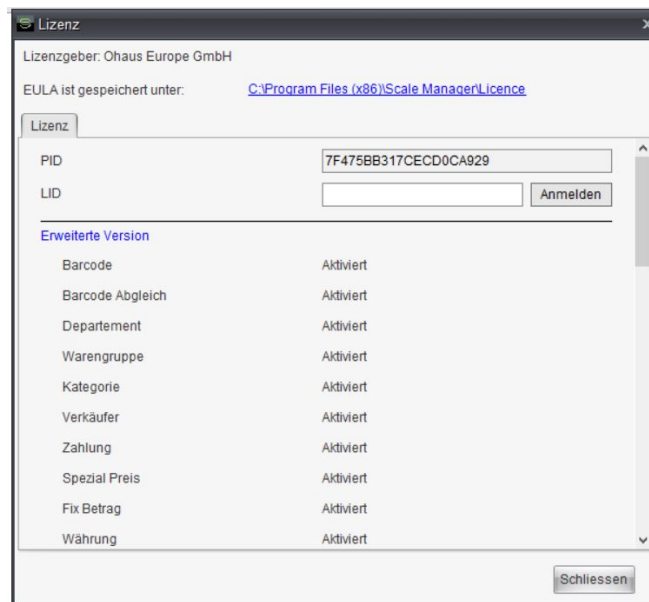 Lizenz
Lizenzgeber: Ohaus Europe GmbH
EULA ist gespeichert unter: C:\Program Files (x86)\Scale Manager\Licence
Lizenz
PID 7F475BB317CECD0CA929
LID Anmelden
Erweiterte Version
Barcode Aktiviert
Barcode Abgleich Aktiviert
Departement Aktiviert
Warengruppe Aktiviert
Kategorie Aktiviert
Verkäufer Aktiviert
Zahlung Aktiviert
Spezial Preis Aktiviert
Fix Betrag Aktiviert
Währung Aktiviert
Schliessen